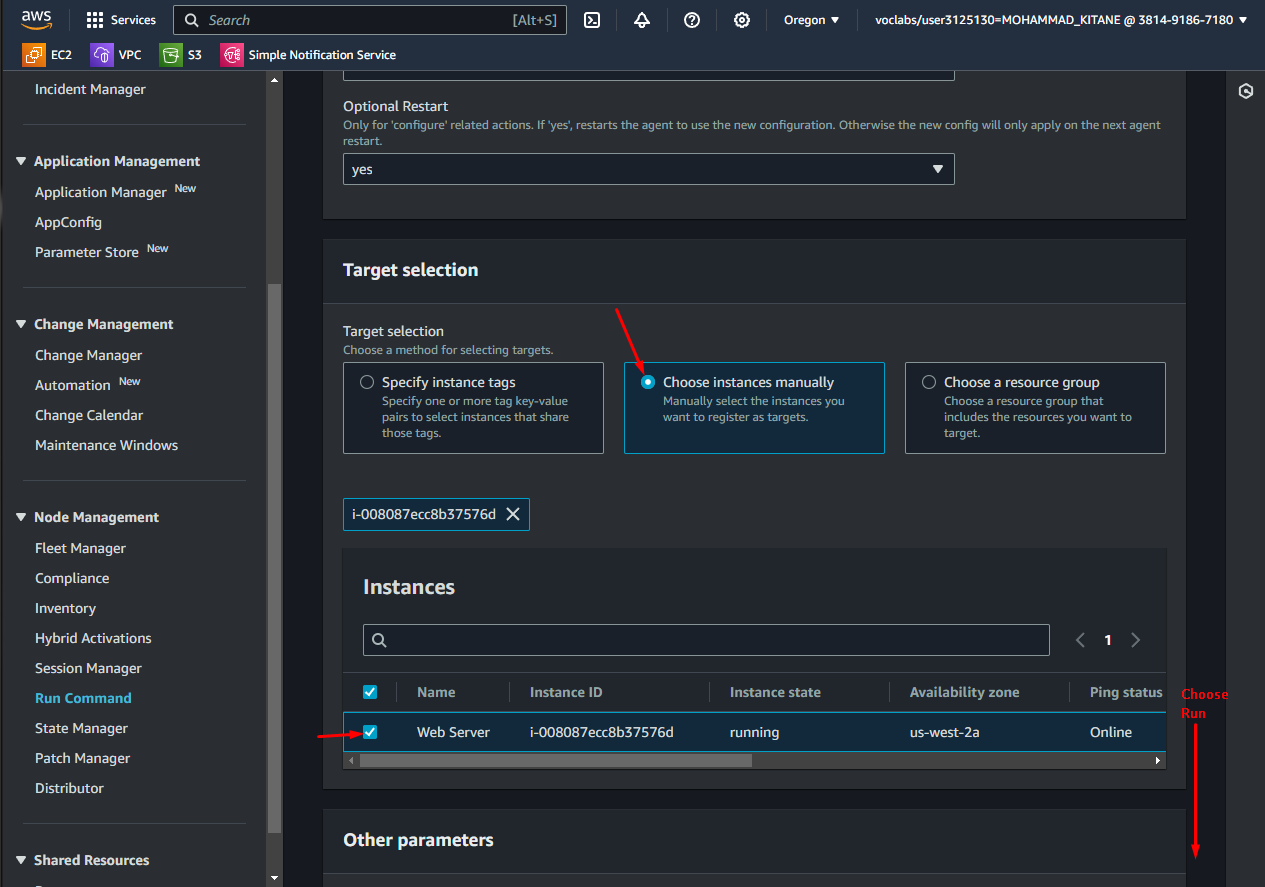 aws
Services
Search
[Alt+S]
Oregon
voclabs/user3125130=MOHAMMAD_KITANE @ 3814-9186-7180
EC2
VPC
S3
Simple Notification Service
Incident Manager
Application Management
Application Manager New
AppConfig
Parameter Store New
Change Management
Change Manager
Automation New
Change Calendar
Maintenance Windows
Node Management
Fleet Manager
Compliance
Inventory
Hybrid Activations
Session Manager
Run Command
State Manager
Patch Manager
Distributor
Shared Resources
Optional Restart
Only for 'configure' related actions. If 'yes', restarts the agent to use the new configuration. Otherwise the new config will only apply on the next agent
restart.
yes
Target selection
Target selection
Choose a method for selecting targets.
Specify instance tags
Specify one or more tag key-value
pairs to select instances that share
those tags.
Choose instances manually
Manually select the instances you
want to register as targets.
Choose a resource group
Choose a resource group that
includes the resources you want to
target.
i-008087ecc8b37576d
Instances
1
Name
Instance ID
Instance state
Availability zone
Ping status
Web Server
i-008087ecc8b37576d
running
us-west-2a
Online
Choose
Run
Other parameters